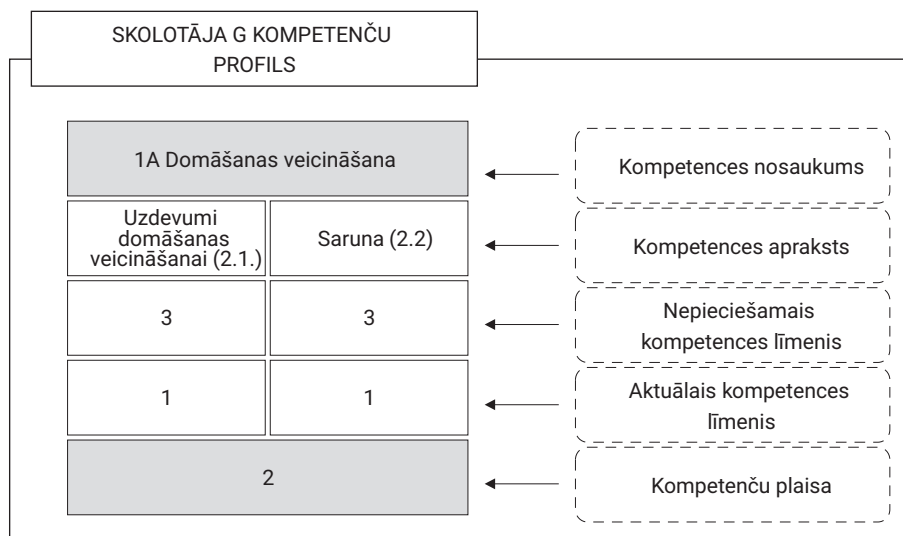 SKOLOTĀJA G KOMPETENČU
PROFILS
1A Domāšanas veicināšana
Kompetences nosaukums
Uzdevumi
domāšanas
veicināšanai (2.1.)
Saruna (2.2)
Kompetences apraksts
3
3
Nepieciešamais
kompetences līmenis
1
1
Aktuālais kompetences
līmenis
2
Kompetenču plaisa